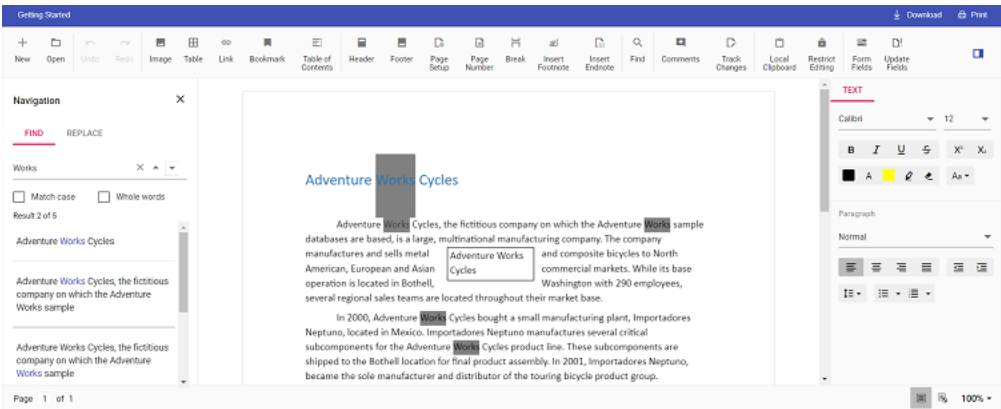 Getting Started
Download Print
New Open Undo Redo Image Table Link Bookmark Table of Contents Header Footer Page Setup Page Number Break Insert Footnote Insert Endnote Find Comments Track Changes Local Clipboard Restrict Editing Form Fields Update Fields
Navigation
FIND REPLACE
Works
Match case Whole words
Result 2 of 5
Adventure Works Cycles
Adventure Works Cycles, the fictitious
company on which the Adventure
Works sample
Adventure Works Cycles, the fictitious
company on which the Adventure
Works sample
Adventure Works Cycles
Adventure Works Cycles, the fictitious company on which the Adventure Works sample
databases are based, is a large, multinational manufacturing company. The company
manufactures and sells metal and composite bicycles to North
American, European and Asian commercial markets. While its base
operation is located in Bothell, Washington with 290 employees,
several regional sales teams are located throughout their market base.
Adventure Works
Cycles
In 2000, Adventure Works Cycles bought a small manufacturing plant, Importadores
Neptuno, located in Mexico. Importadores Neptuno manufactures several critical
subcomponents for the Adventure Works Cycles product line. These subcomponents are
shipped to the Bothell location for final product assembly. In 2001, Importadores Neptuno,
became the sole manufacturer and distributor of the touring bicycle product group.
TEXT
Calibri 12
B I U S X² X₂
A Aa
Paragraph
Normal
Page 1 of 1
100%